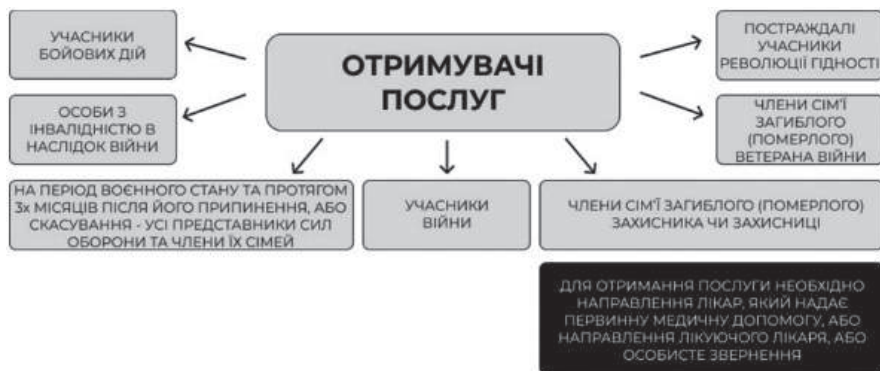 УЧАСНИКИ
БОЙОВИХ ДІЙ
ОТРИМУВАЧІ
ПОСЛУГ
ПОСТРАЖДАЛІ
УЧАСНИКИ
РЕВОЛЮЦІЇ ГІДНОСТІ
ОСОБИ З
ІНВАЛІДНІСТЮ В
НАСЛІДОК ВІЙНИ
ЧЛЕНИ СІМ'Ї
ЗАГИБЛОГО
(ПОМЕРЛОГО)
ВЕТЕРАНА ВІЙНИ
НА ПЕРІОД ВОЄННОГО СТАНУ ТА ПРОТЯГОМ
3х МІСЯЦІВ ПІСЛЯ ЙОГО ПРИПИНЕННЯ, АБО
СКАСУВАННЯ - УСІ ПРЕДСТАВНИКИ СИЛ
ОБОРОНИ ТА ЧЛЕНИ ЇХ СІМЕЙ
УЧАСНИКИ
ВІЙНИ
ЧЛЕНИ СІМ'Ї ЗАГИБЛОГО (ПОМЕРЛОГО)
ЗАХИСНИКА ЧИ ЗАХИСНИЦІ
ДЛЯ ОТРИМАННЯ ПОСЛУГИ НЕОБХІДНО
НАПРАВЛЕННЯ ЛІКАР, ЯКИЙ НАДАЄ
ПЕРВИННУ МЕДИЧНУ ДОПОМОГУ, АБО
НАПРАВЛЕННЯ ЛІКУЮЧОГО ЛІКАРЯ, АБО
ОСОБИСТЕ ЗВЕРНЕННЯ